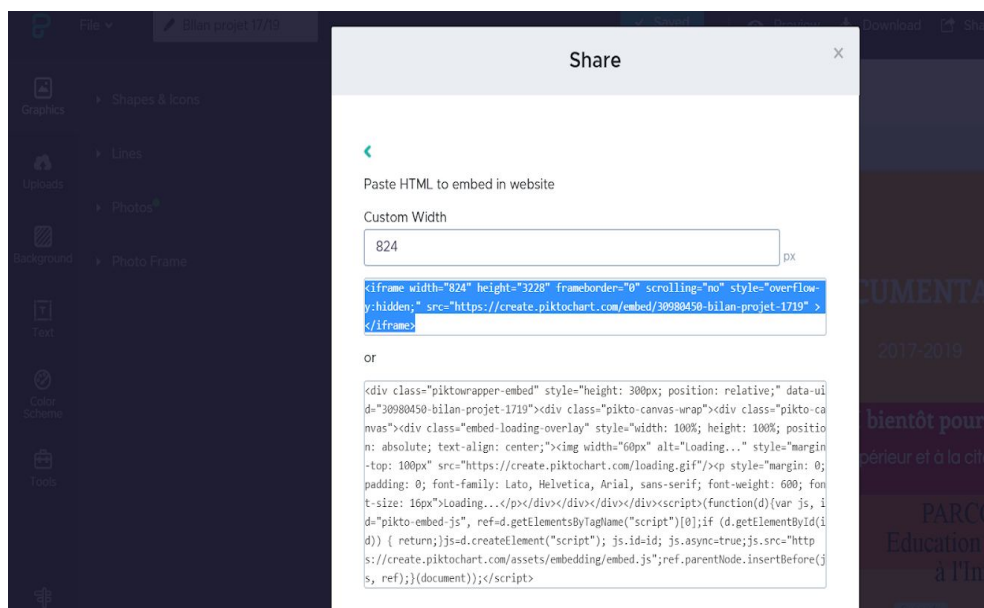 File
Bilan projet 17/19
Saved
Preview
Download
Share
×
Graphics
Shapes & Icons
Lines
Uploads
Photos
Background
Photo Frame
Text
Color
Scheme
Tools
Paste HTML to embed in website
Custom Width
824
px
<iframe width="824" height="3228" frameborder="0" scrolling="no" style="overflow-
y:hidden;" src="https://create.piktochart.com/embed/30980450-bilan-projet-1719" >
</iframe>
or
<div class="piktowrapper-embed" style="height: 300px; position: relative;" data-ui
d="30980450-bilan-projet-1719"><div class="pikto-canvas-wrap"><div class="pikto-ca
nvas"><div class="embed-loading-overlay" style="width: 100%; height: 100%; positio
n: absolute; text-align: center;"><img width="60px" alt="Loading..." style="margin
-top: 100px" src="https://create.piktochart.com/loading.gif"/><p style="margin: 0;
padding: 0; font-family: Lato, Helvetica, Arial, sans-serif; font-weight: 600; fon
t-size: 16px">Loading...</p></div></div></div></div><script>(function(d){var js, i
d="pikto-embed-js", ref=d.getElementsByTagName("script")[0];if (d.getElementById(i
d)) { return;}js=d.createElement("script"); js.id=id; js.async=true;js.src="http
s://create.piktochart.com/assets/embedding/embed.js";ref.parentNode.insertBefore(j
s, ref);}(document));</script>
CUMENTA
2017-2019
bientôt pour
périeur et à la cit
PARC
Education
à l'In